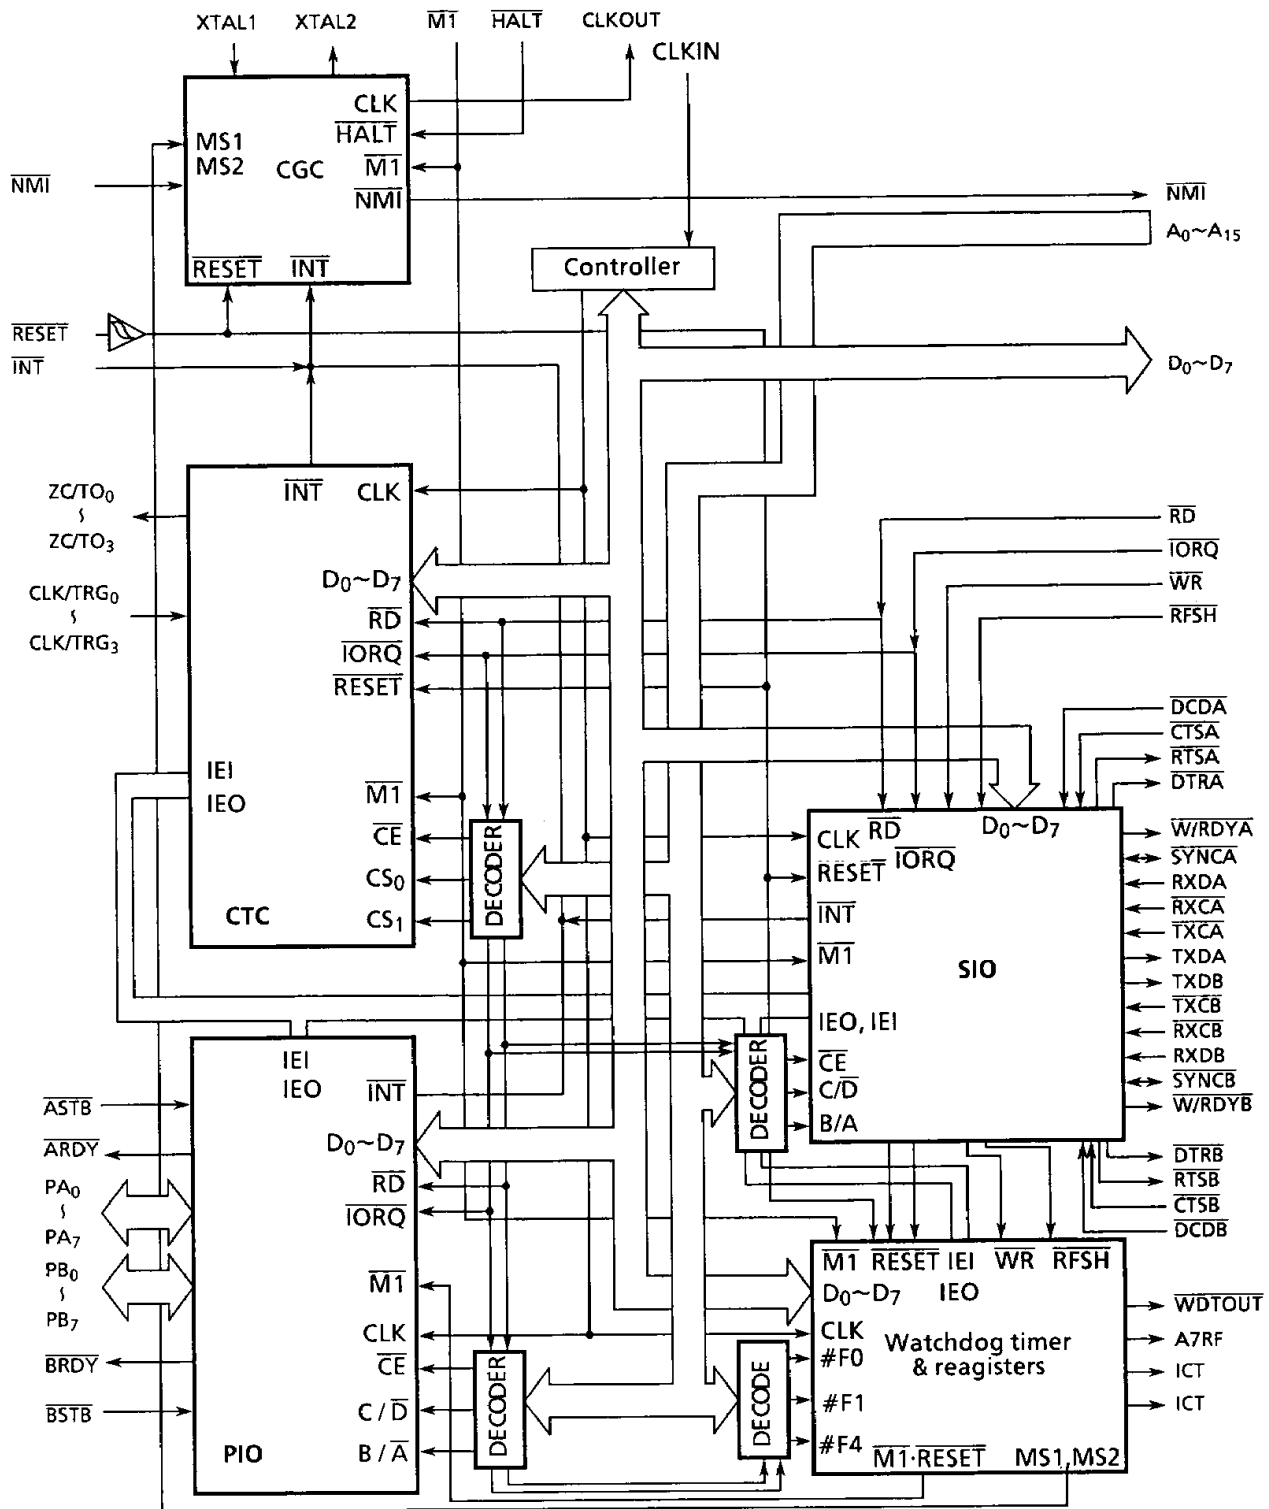 XTAL1 XTAL2 M1 HALT CLKOUT CLKIN
CLK
HALT
MS1
MS2
CGC
M1
NMI
NMI
NMI
A0~A15
RESET INT
Controller
RESET
INT
D0~D7
INT CLK
ZC/TO0
∫
ZC/TO3
D0~D7
CLK/TRG0
∫
CLK/TRG3
RD
IORQ
RESET
RD
IORQ
WR
RFSH
IEI
IEO
M1
CE
CS0
CS1
CTC
DECODER
DCDA
CTSA
RTSA
DTRA
CLK RD D0~D7
IORQ
RESET
INT
M1
SIO
IEO, IEI
CE
C/D
B/A
W/RDYA
SYNCA
RXDA
RXCA
TXCA
TXDA
TXDB
TXCB
RXCB
RXDB
SYNCB
W/RDYB
DTRB
RTSB
CTSB
DCDB
DECODER
IEI
IEO
INT
D0~D7
RD
IORQ
M1
CLK
CE
C / D
B / A
PIO
ASTB
ARDY
PA0
∫
PA7
PB0
∫
PB7
BRDY
BSTB
DECODER
DECODE
M1 RESET IEI WR RFSH
D0~D7 IEO
CLK
Watchdog timer
& reagisters
#F0
#F1
#F4
M1·RESET MS1, MS2
WDTOUT
A7RF
ICT
ICT